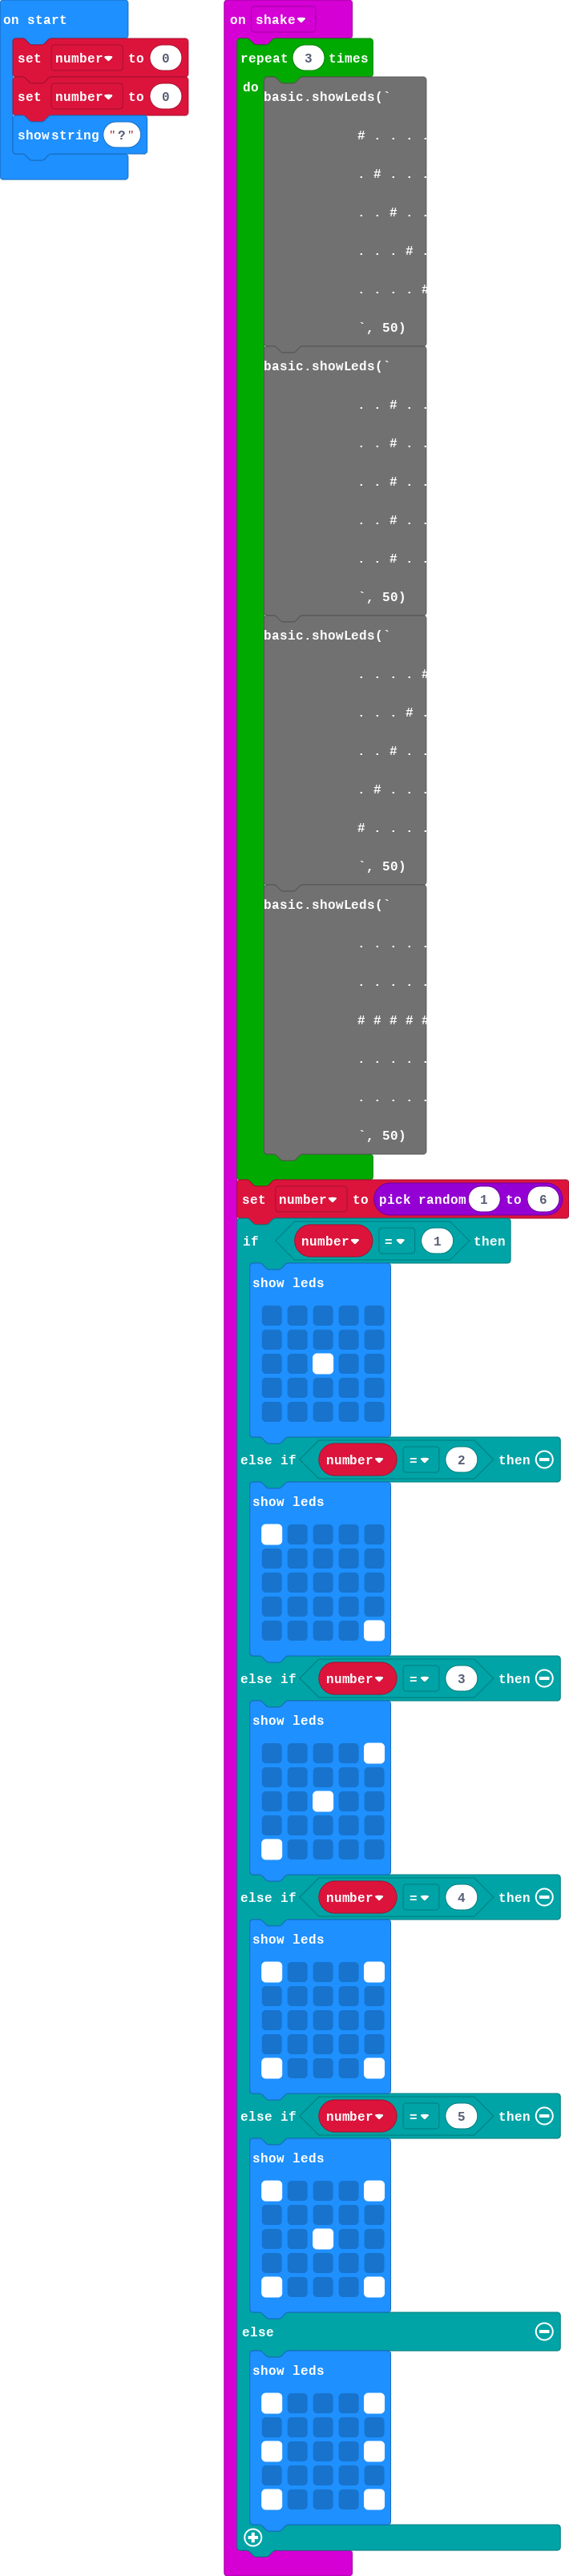 on start
set number to 0
set number to 0
show string "?"
on shake
repeat 3 times
do
basic.showLeds(`
# . . . .
. # . . .
. . # . .
. . . # .
. . . . #
`, 50)
basic.showLeds(`
. . # . .
. . # . .
. . # . .
. . # . .
. . # . .
`, 50)
basic.showLeds(`
. . . . #
. . . # .
. . # . .
. # . . .
# . . . .
`, 50)
basic.showLeds(`
. . . . .
. . . . .
# # # # #
. . . . .
. . . . .
`, 50)
set number to pick random 1 to 6
if number = 1 then
show leds
else if number = 2 then
show leds
else if number = 3 then
show leds
else if number = 4 then
show leds
else if number = 5 then
show leds
else
show leds